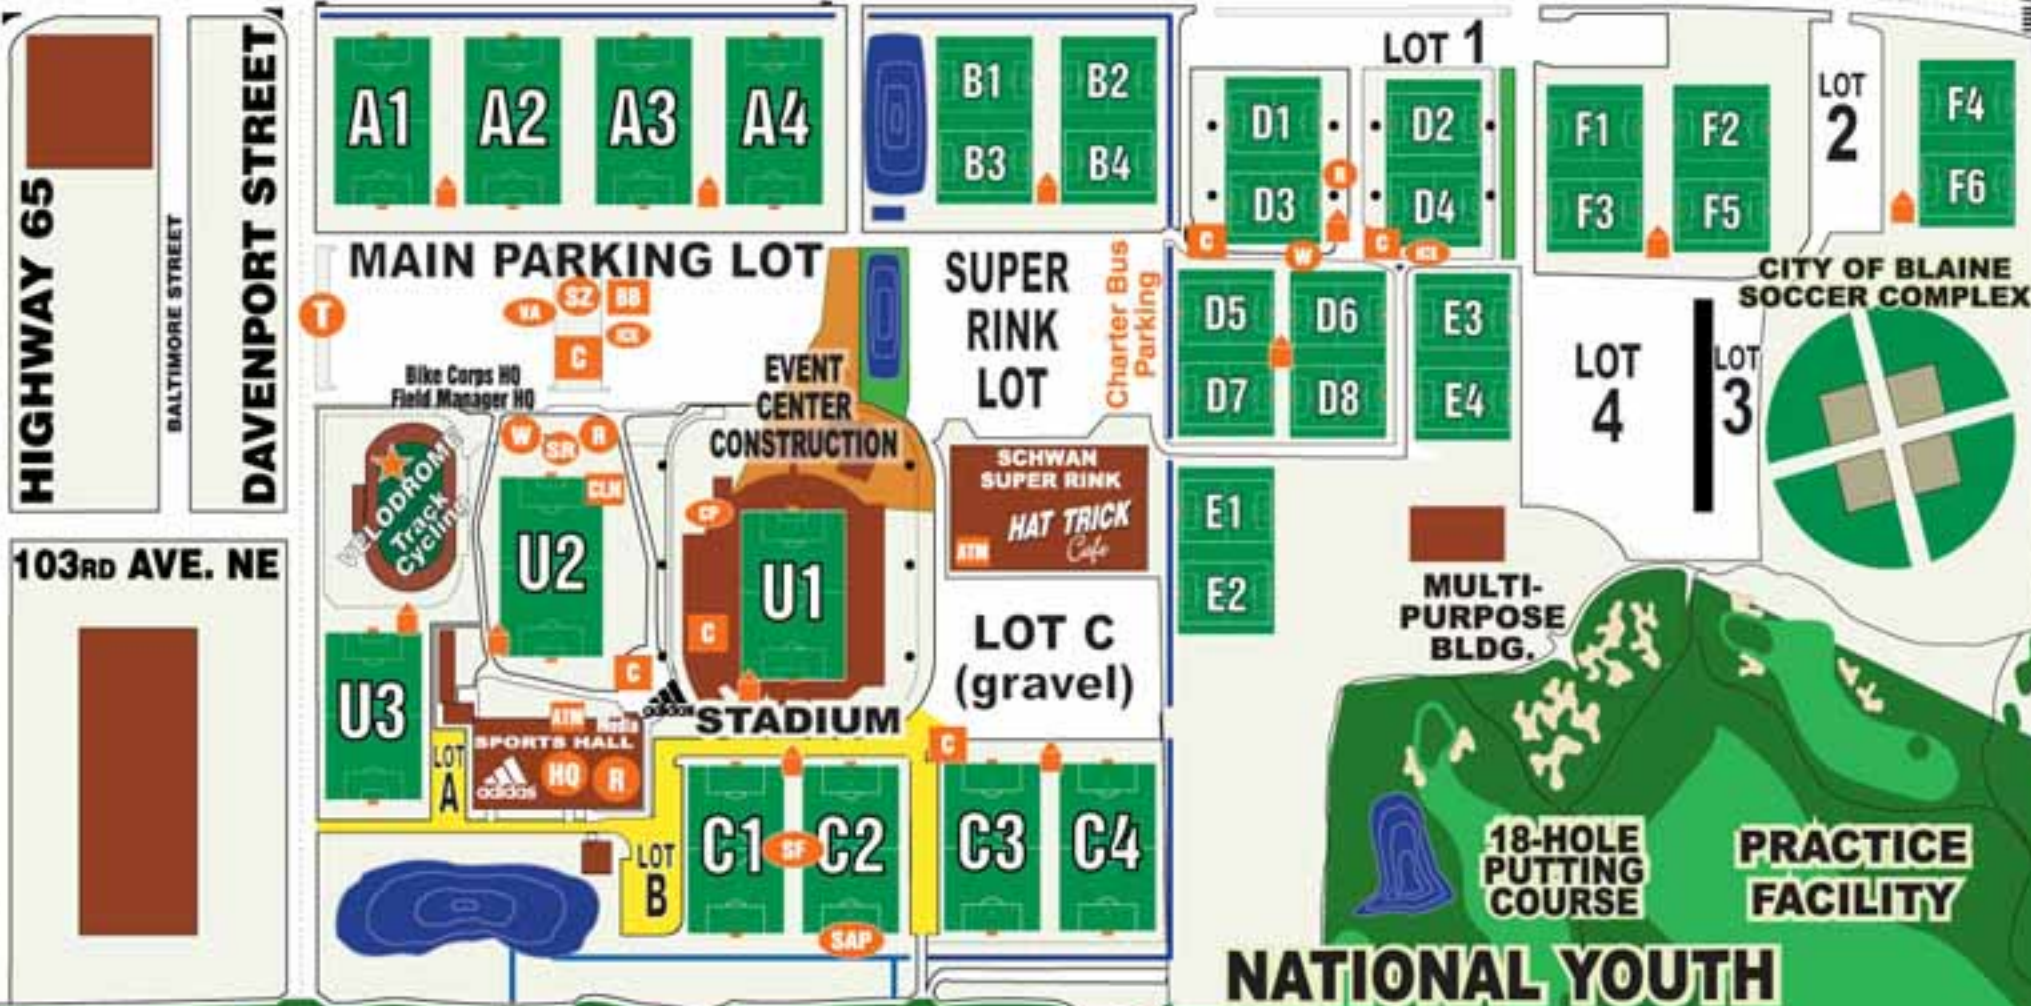 HIGHWAY 65
BALTIMORE STREET
DAVENPORT STREET
103RD AVE. NE
A1
A2
A3
A4
B1
B2
B3
B4
LOT 1
D1
D2
D3
D4
R
C
W
C
ICE
F1
F2
F3
F5
LOT
2
F4
F6
MAIN PARKING LOT
T
VA
SZ
BB
ICE
C
SUPER
RINK
LOT
Charter Bus
Parking
D5
D6
D7
D8
E3
E4
LOT
4
LOT
3
CITY OF BLAINE
SOCCER COMPLEX
Bike Corps HQ
Field Manager HQ
EVENT
CENTER
CONSTRUCTION
VELODROME
Track
Cycling
W
SR
R
CLH
U2
C
CP
U1
C
SCHWAN
SUPER RINK
HAT TRICK
Cafe
ATM
E1
E2
MULTI-
PURPOSE
BLDG.
LOT C
(gravel)
U3
LOT
A
ATM
SPORTS HALL
adidas
HQ
R
adidas
STADIUM
C
LOT
B
C1
SF
C2
SAP
C3
C4
18-HOLE
PUTTING
COURSE
PRACTICE
FACILITY
NATIONAL YOUTH